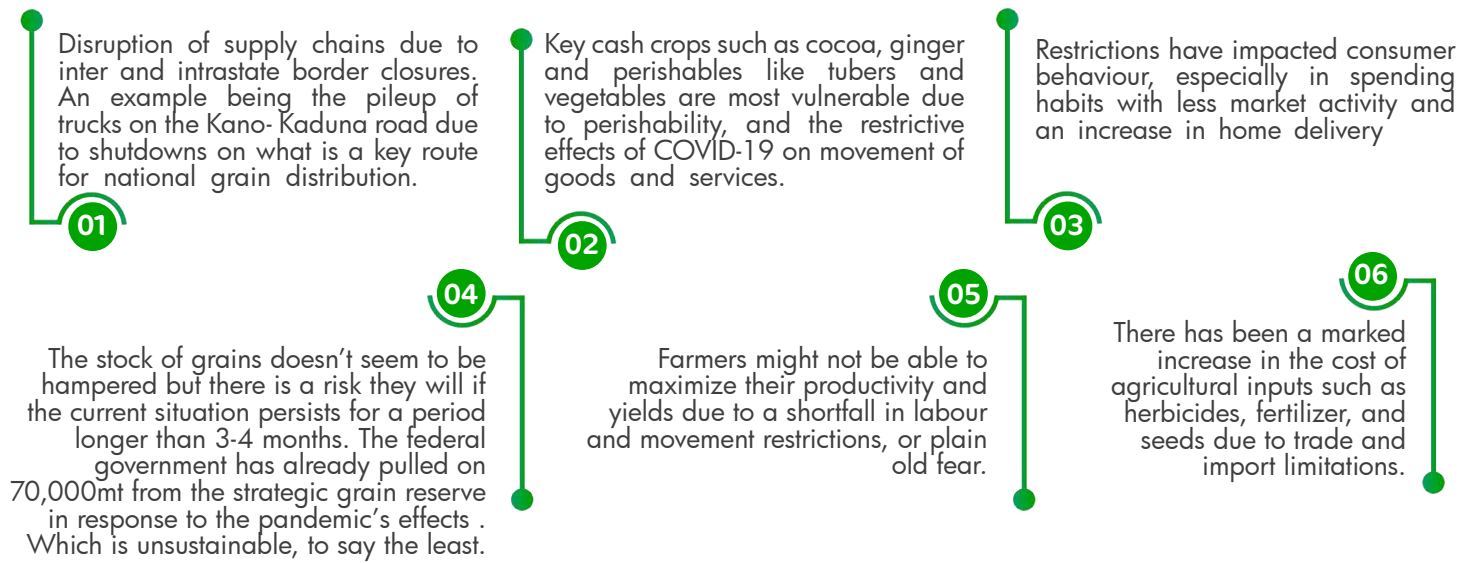 Disruption of supply chains due to
inter and intrastate border closures.
An example being the pileup of
trucks on the Kano- Kaduna road due
to shutdowns on what is a key route
for national grain distribution.
01
Key cash crops such as cocoa, ginger
and perishables like tubers and
vegetables are most vulnerable due
to perishability, and the restrictive
effects of COVID-19 on movement of
goods and services.
02
Restrictions have impacted consumer
behaviour, especially in spending
habits with less market activity and
an increase in home delivery
03
04
The stock of grains doesn’t seem to be
hampered but there is a risk they will if
the current situation persists for a period
longer than 3-4 months. The federal
government has already pulled on
70,000mt from the strategic grain reserve
in response to the pandemic’s effects .
Which is unsustainable, to say the least.
05
Farmers might not be able to
maximize their productivity and
yields due to a shortfall in labour
and movement restrictions, or plain
old fear.
06
There has been a marked
increase in the cost of
agricultural inputs such as
herbicides, fertilizer, and
seeds due to trade and
import limitations.